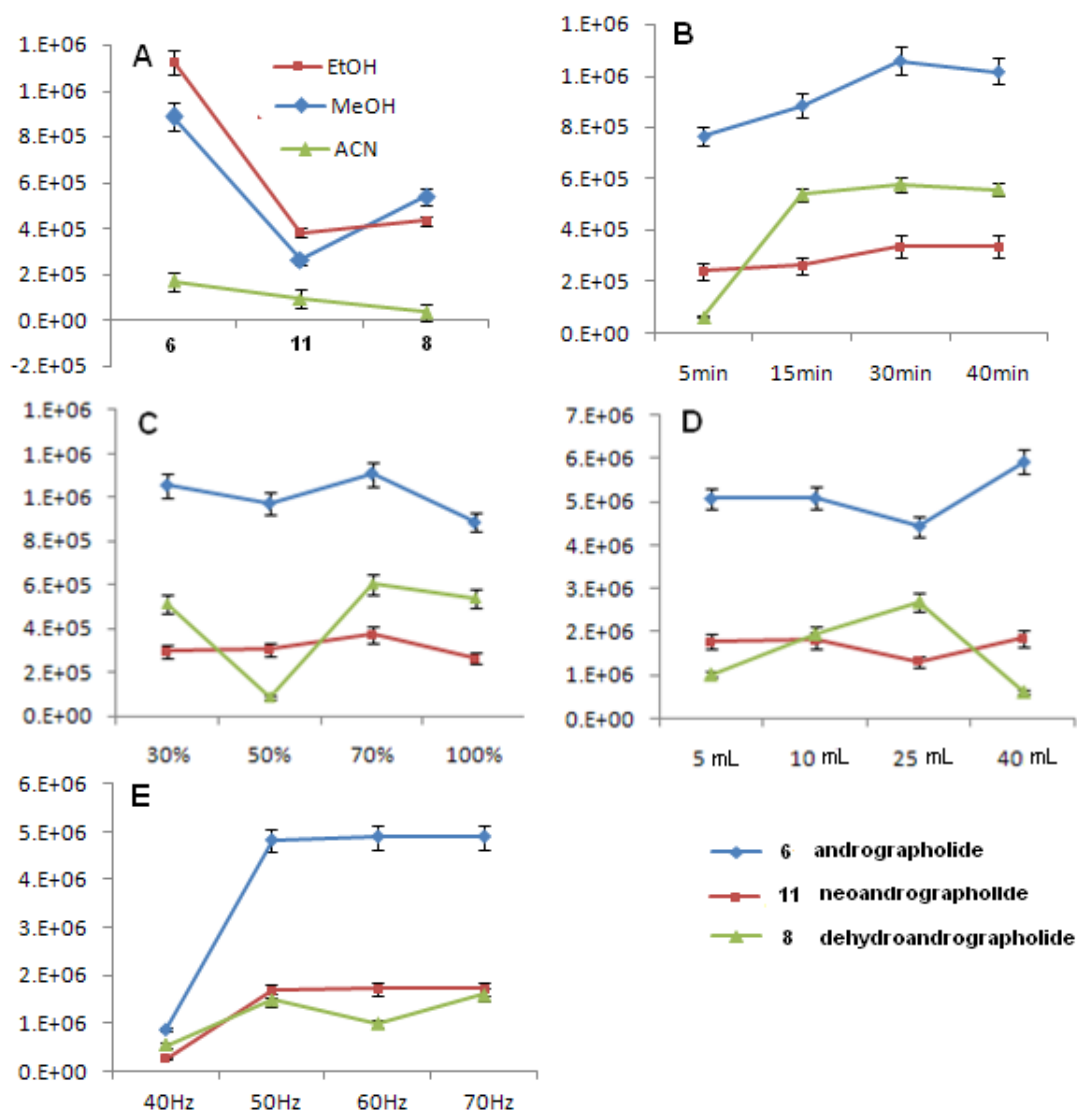 A
1.E+06
1.E+06
1.E+06
8.E+05
6.E+05
4.E+05
2.E+05
0.E+00
-2.E+05
EtOH
MeOH
ACN
6 11 8
B
1.E+06
1.E+06
8.E+05
6.E+05
4.E+05
2.E+05
0.E+00
5min 15min 30min 40min
C
1.E+06
1.E+06
1.E+06
8.E+05
6.E+05
4.E+05
2.E+05
0.E+00
30% 50% 70% 100%
D
7.E+06
6.E+06
5.E+06
4.E+06
3.E+06
2.E+06
1.E+06
0.E+00
5 mL 10 mL 25 mL 40 mL
E
6.E+06
5.E+06
4.E+06
3.E+06
2.E+06
1.E+06
0.E+00
40Hz 50Hz 60Hz 70Hz
6 andrographolide
11 neoandrographolide
8 dehydroandrographolide